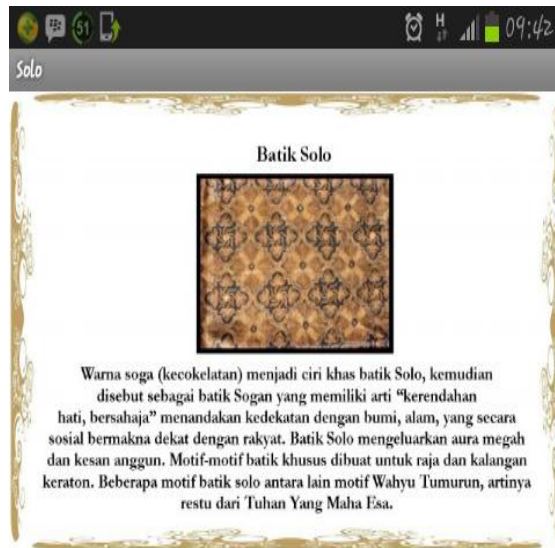 51
H
09:42
Solo
Batik Solo
Warna soga (kecokelatan) menjadi ciri khas batik Solo, kemudian
disebut sebagai batik Sogan yang memiliki arti “kerendahan
hati, bersahaja” menandakan kedekatan dengan bumi, alam, yang secara
sosial bermakna dekat dengan rakyat. Batik Solo mengeluarkan aura megah
dan kesan anggun. Motif-motif batik khusus dibuat untuk raja dan kalangan
keraton. Beberapa motif batik solo antara lain motif Wahyu Tumurun, artinya
restu dari Tuhan Yang Maha Esa.